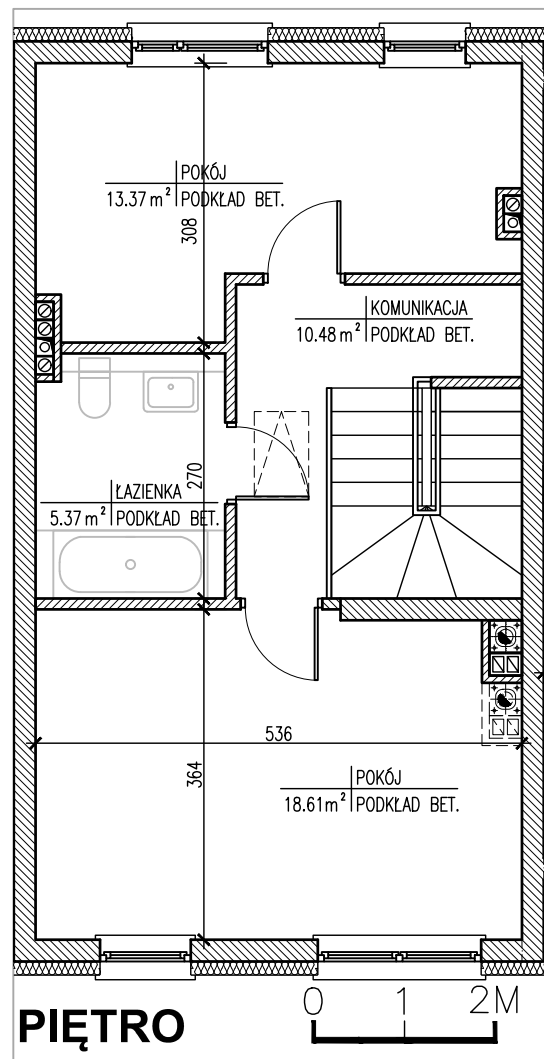 POKÓJ
13.37 m² PODKŁAD BET.
308
KOMUNIKACJA
10.48 m² PODKŁAD BET.
270
ŁAZIENKA
5.37 m² PODKŁAD BET.
536
364
POKÓJ
18.61 m² PODKŁAD BET.
PIĘTRO
0 1 2M